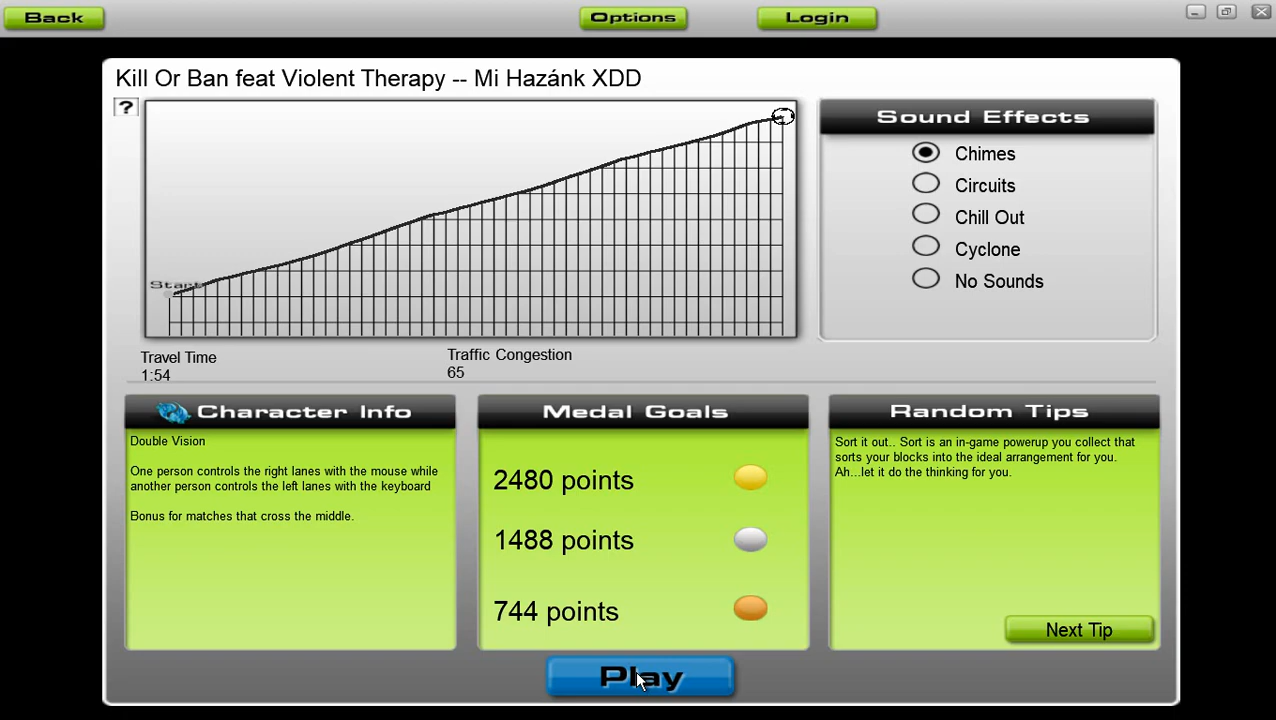 Back
Options
Login
Kill Or Ban feat Violent Therapy -- Mi Hazánk XDD
?
Start
Travel Time
1:54
Traffic Congestion
65
Sound Effects
Chimes
Circuits
Chill Out
Cyclone
No Sounds
Character Info
Double Vision
One person controls the right lanes with the mouse while
another person controls the left lanes with the keyboard
Bonus for matches that cross the middle.
Medal Goals
2480 points
1488 points
744 points
Random Tips
Sort it out.. Sort is an in-game powerup you collect that
sorts your blocks into the ideal arrangement for you.
Ah...let it do the thinking for you.
Next Tip
Play